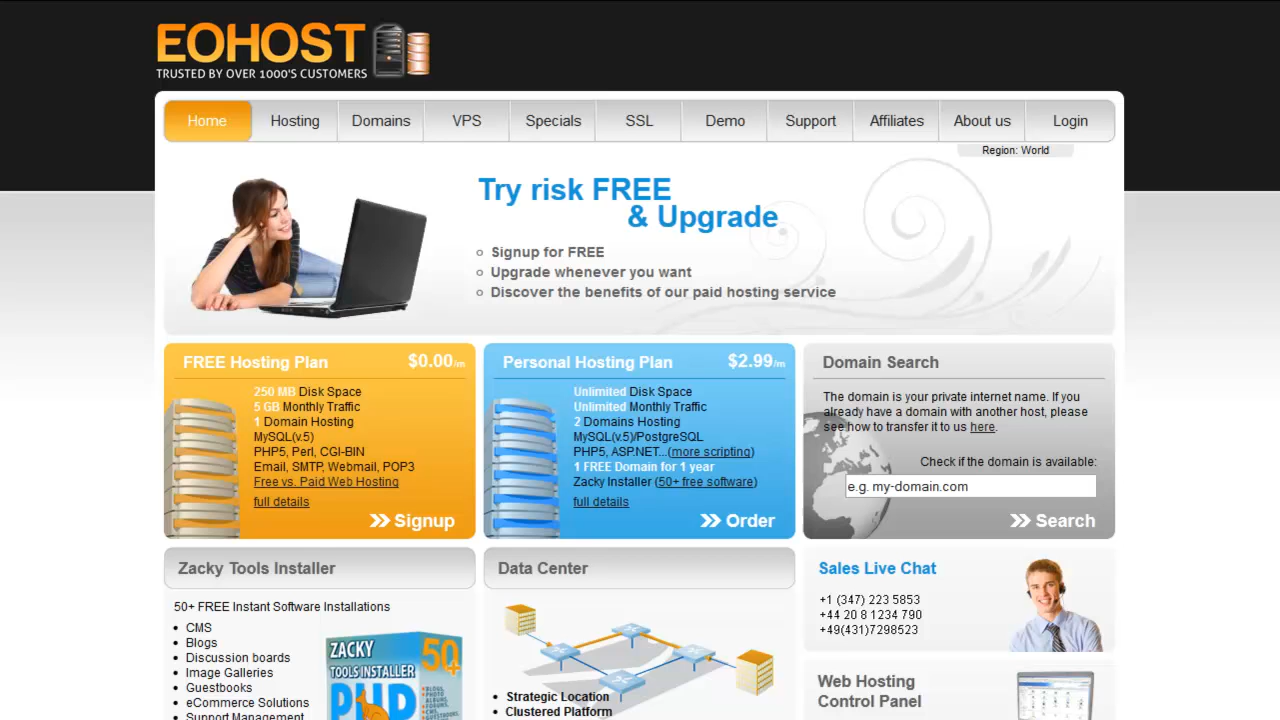 EOHOST
TRUSTED BY OVER 1000'S CUSTOMERS
Home Hosting Domains VPS Specials SSL Demo Support Affiliates About us Login
Region: World
Try risk FREE
& Upgrade
Signup for FREE
Upgrade whenever you want
Discover the benefits of our paid hosting service
FREE Hosting Plan $0.00/m
250 MB Disk Space
5 GB Monthly Traffic
1 Domain Hosting
MySQL(v.5)
PHP5, Perl, CGI-BIN
Email, SMTP, Webmail, POP3
Free vs. Paid Web Hosting
full details
Signup
Personal Hosting Plan $2.99/m
Unlimited Disk Space
Unlimited Monthly Traffic
2 Domains Hosting
MySQL(v.5)/PostgreSQL
PHP5, ASP.NET...(more scripting)
1 FREE Domain for 1 year
Zacky Installer (50+ free software)
full details
Order
Domain Search
The domain is your private internet name. If you
already have a domain with another host, please
see how to transfer it to us here.
Check if the domain is available:
e.g. my-domain.com
Search
Zacky Tools Installer
50+ FREE Instant Software Installations
CMS
Blogs
Discussion boards
Image Galleries
Guestbooks
eCommerce Solutions
Support Management
ZACKY
TOOLS INSTALLER
50+
PHP
Data Center
Strategic Location
Clustered Platform
Sales Live Chat
+1 (347) 223 5853
+44 20 8 1234 790
+49(431)7298523
Web Hosting
Control Panel